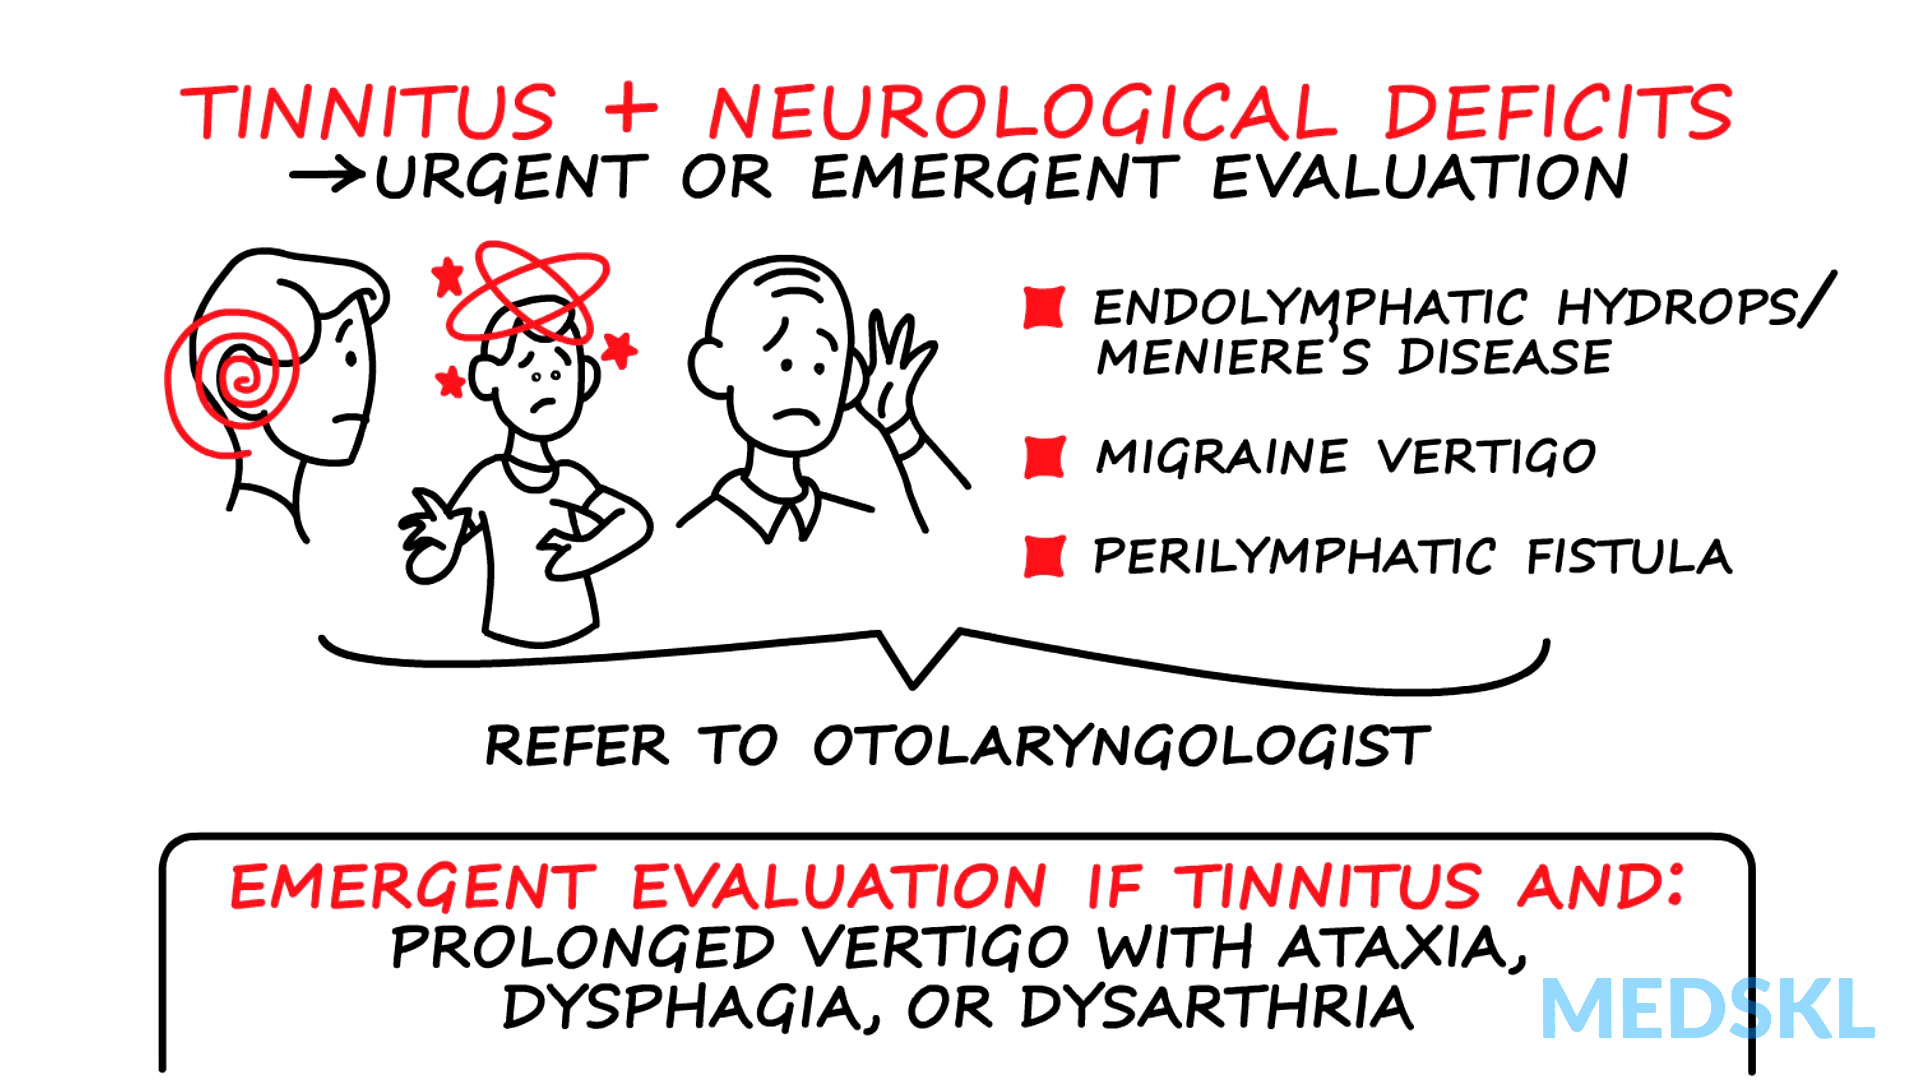 TINNITUS + NEUROLOGICAL DEFICITS
→URGENT OR EMERGENT EVALUATION
ENDOLYMPHATIC HYDROPS/
MENIERE'S DISEASE
MIGRAINE VERTIGO
PERILYMPHATIC FISTULA
REFER TO OTOLARYNGOLOGIST
EMERGENT EVALUATION IF TINNITUS AND:
PROLONGED VERTIGO WITH ATAXIA,
DYSPHAGIA, OR DYSARTHRIA
MEDSKL